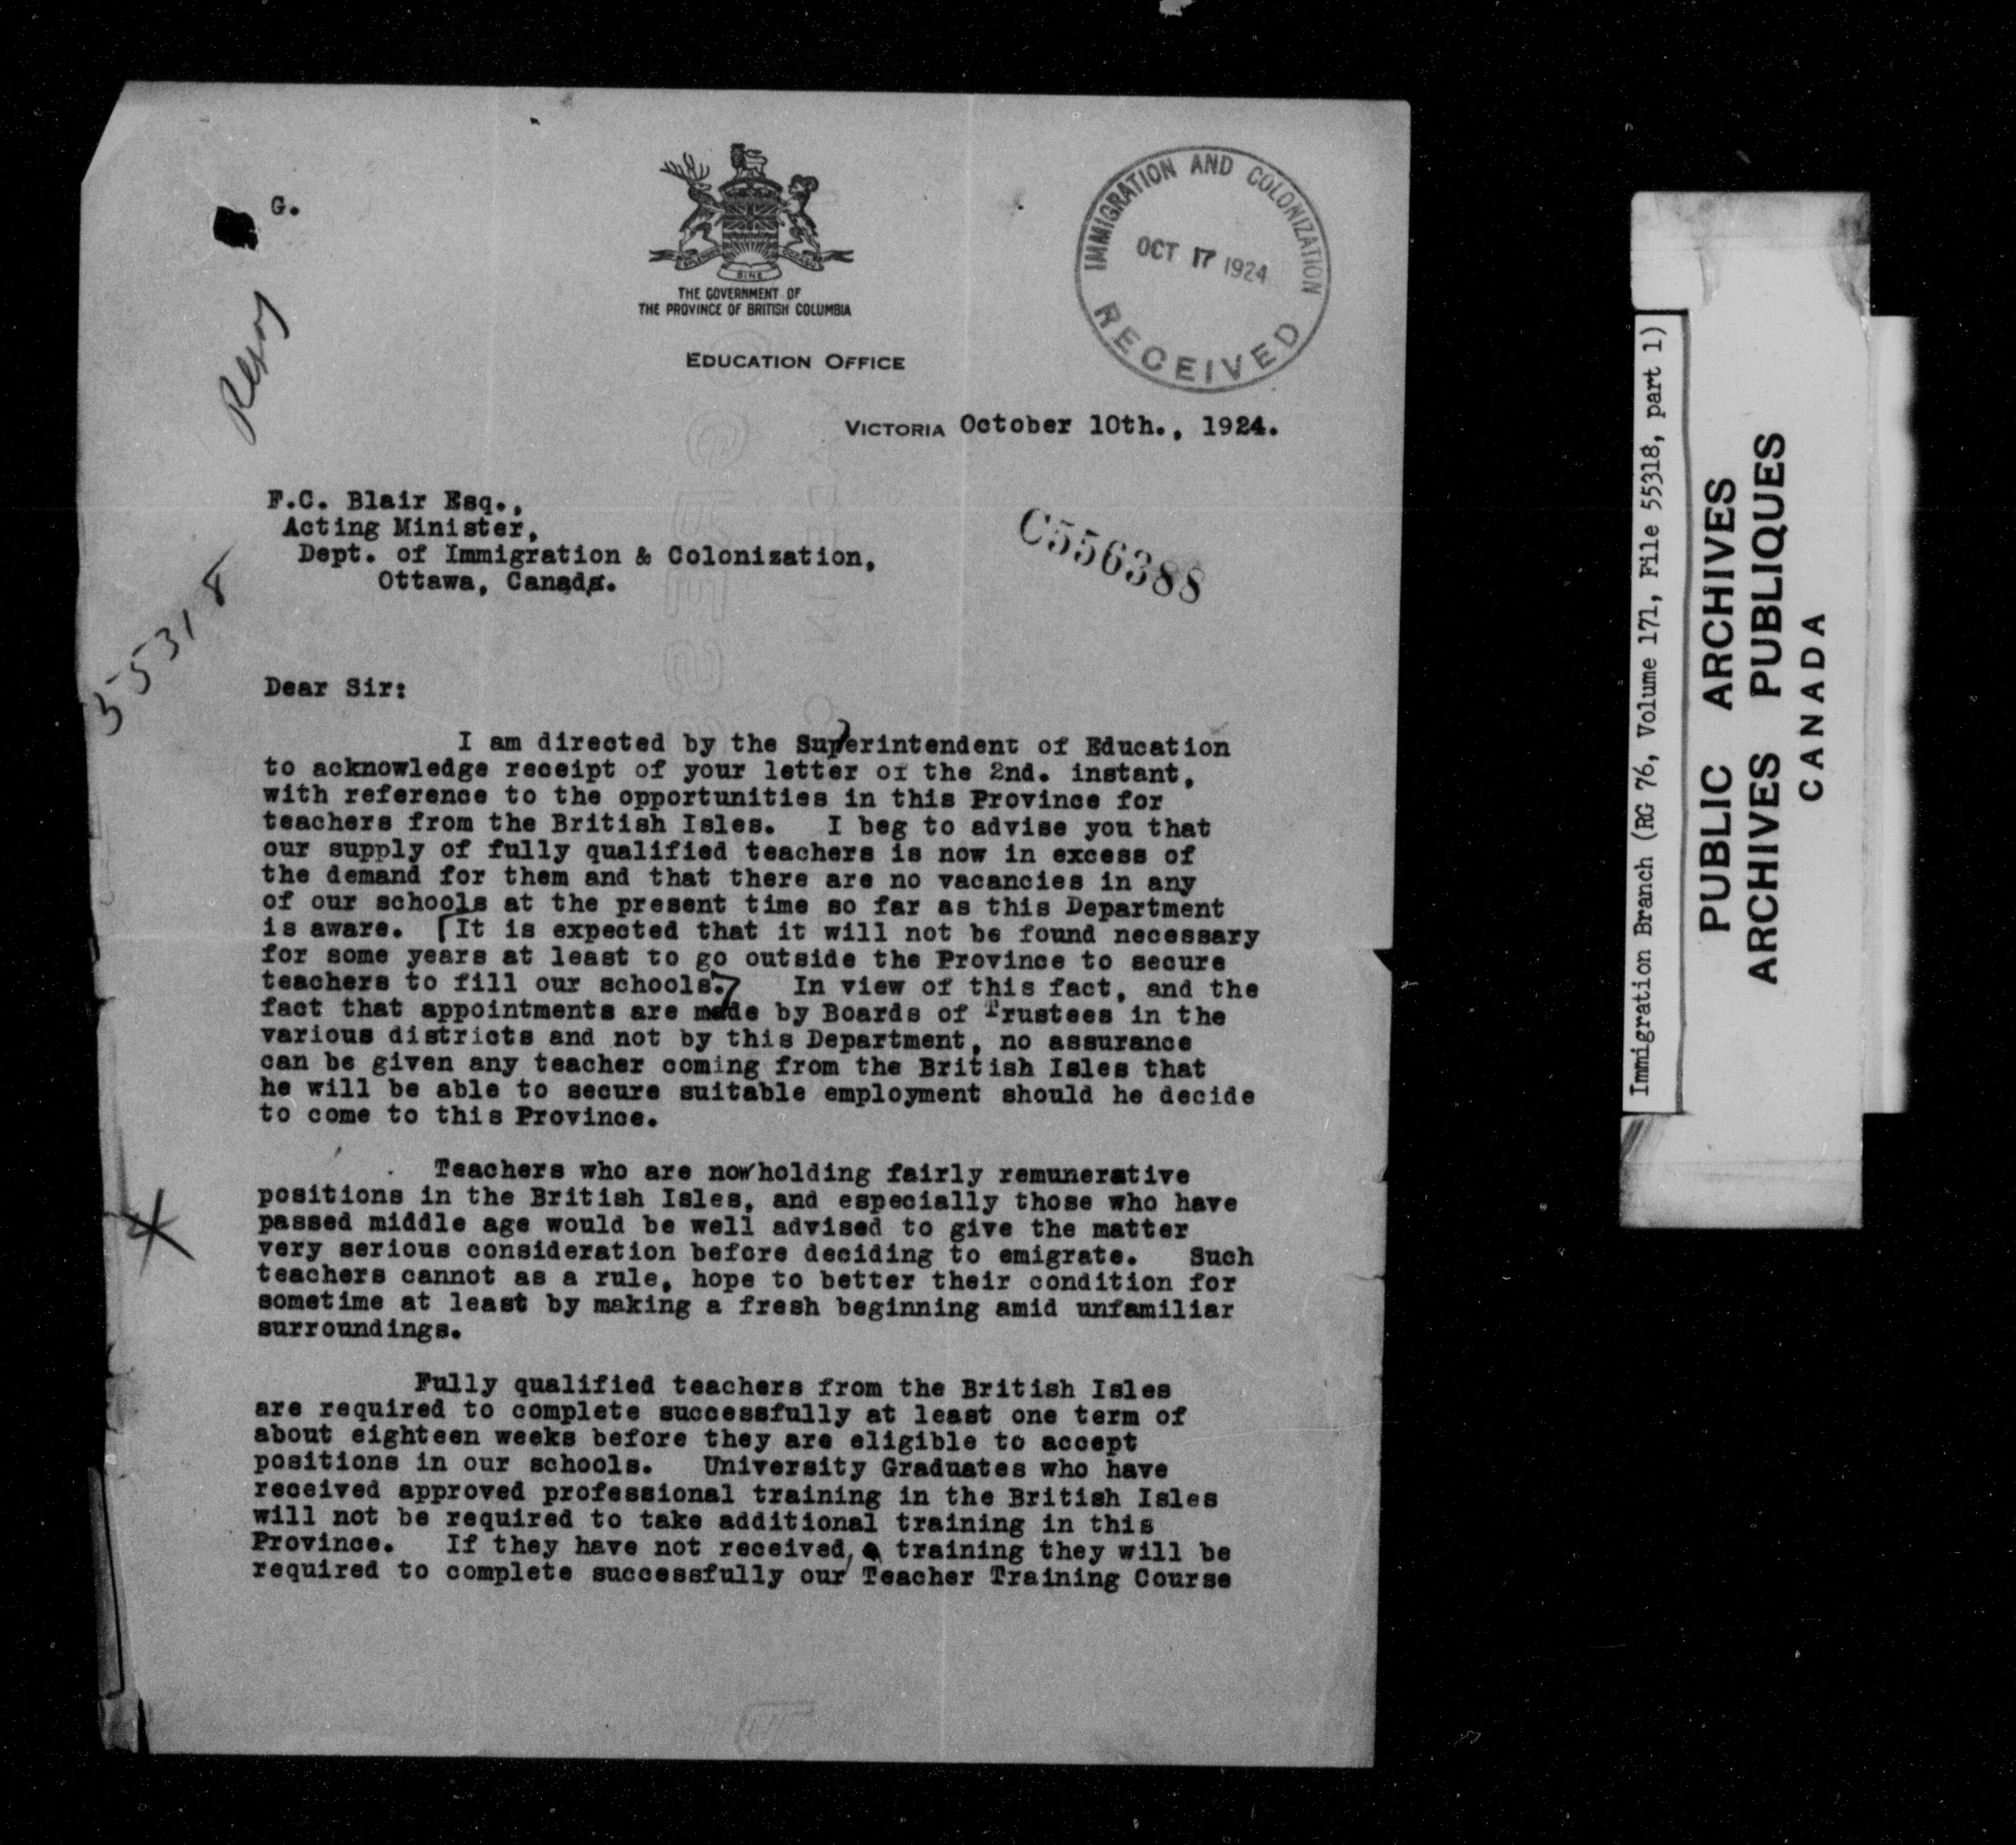 G.
SPLENDOR SINE OCCASU
THE GOVERNMENT OF
THE PROVINCE OF BRITISH COLUMBIA
EDUCATION OFFICE
IMMIGRATION AND COLONIZATION
OCT 17 1924
RECEIVED
VICTORIA October 10th., 1924.
F.C. Blair Esq.,
Acting Minister,
Dept. of Immigration & Colonization,
Ottawa, Canada.
C556388
55318
Dear Sir:
I am directed by the Superintendent of Education
to acknowledge receipt of your letter of the 2nd. instant,
with reference to the opportunities in this Province for
teachers from the British Isles. I beg to advise you that
our supply of fully qualified teachers is now in excess of
the demand for them and that there are no vacancies in any
of our schools at the present time so far as this Department
is aware. [It is expected that it will not be found necessary
for some years at least to go outside the Province to secure
teachers to fill our schools.] In view of this fact, and the
fact that appointments are made by Boards of Trustees in the
various districts and not by this Department, no assurance
can be given any teacher coming from the British Isles that
he will be able to secure suitable employment should he decide
to come to this Province.
Teachers who are now holding fairly remunerative
positions in the British Isles, and especially those who have
passed middle age would be well advised to give the matter
very serious consideration before deciding to emigrate. Such
teachers cannot as a rule, hope to better their condition for
sometime at least by making a fresh beginning amid unfamiliar
surroundings.
Fully qualified teachers from the British Isles
are required to complete successfully at least one term of
about eighteen weeks before they are eligible to accept
positions in our schools. University Graduates who have
received approved professional training in the British Isles
will not be required to take additional training in this
Province. If they have not received, training they will be
required to complete successfully our Teacher Training Course
Immigration Branch (RG 76, Volume 171, File 55318, part 1)
PUBLIC ARCHIVES
ARCHIVES PUBLIQUES
CANADA